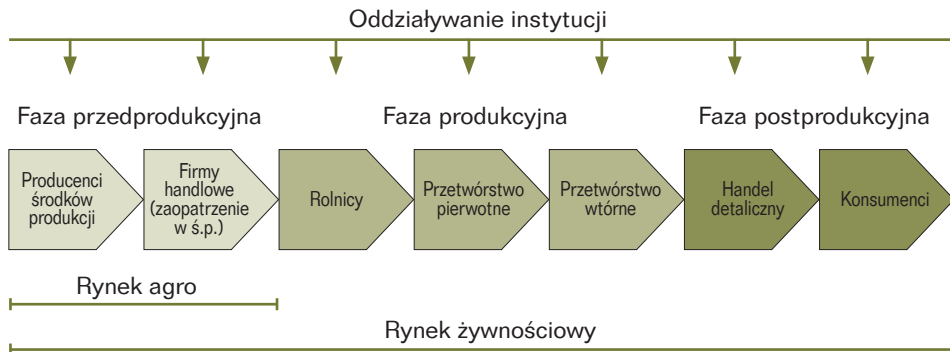 Oddziaływanie instytucji
Faza przedprodukcyjna
Faza produkcyjna
Faza postprodukcyjna
Producenci
środków
produkcji
Firmy
handlowe
(zaopatrzenie
w ś.p.)
Rolnicy
Przetwórstwo
pierwotne
Przetwórstwo
wtórne
Handel
detaliczny
Konsumenci
Rynek agro
Rynek żywnościowy